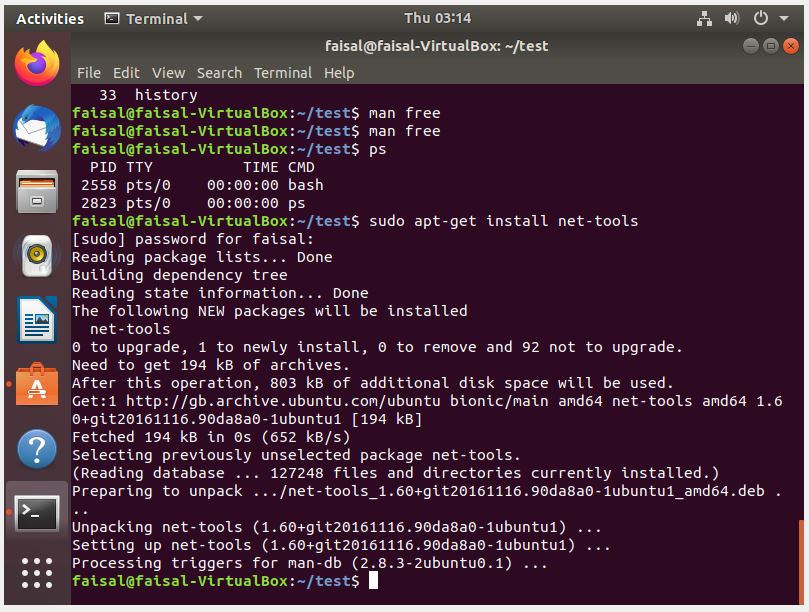 Activities Terminal Thu 03:14
faisal@faisal-VirtualBox: ~/test
File Edit View Search Terminal Help
33 history
faisal@faisal-VirtualBox:~/test$ man free
faisal@faisal-VirtualBox:~/test$ man free
faisal@faisal-VirtualBox:~/test$ ps
PID TTY TIME CMD
2558 pts/0 00:00:00 bash
2823 pts/0 00:00:00 ps
faisal@faisal-VirtualBox:~/test$ sudo apt-get install net-tools
[sudo] password for faisal:
Reading package lists... Done
Building dependency tree
Reading state information... Done
The following NEW packages will be installed
net-tools
0 to upgrade, 1 to newly install, 0 to remove and 92 not to upgrade.
Need to get 194 kB of archives.
After this operation, 803 kB of additional disk space will be used.
Get:1 http://gb.archive.ubuntu.com/ubuntu bionic/main amd64 net-tools amd64 1.6
0+git20161116.90da8a0-1ubuntu1 [194 kB]
Fetched 194 kB in 0s (652 kB/s)
Selecting previously unselected package net-tools.
(Reading database ... 127248 files and directories currently installed.)
Preparing to unpack .../net-tools_1.60+git20161116.90da8a0-1ubuntu1_amd64.deb .
..
Unpacking net-tools (1.60+git20161116.90da8a0-1ubuntu1) ...
Setting up net-tools (1.60+git20161116.90da8a0-1ubuntu1) ...
Processing triggers for man-db (2.8.3-2ubuntu0.1) ...
faisal@faisal-VirtualBox:~/test$